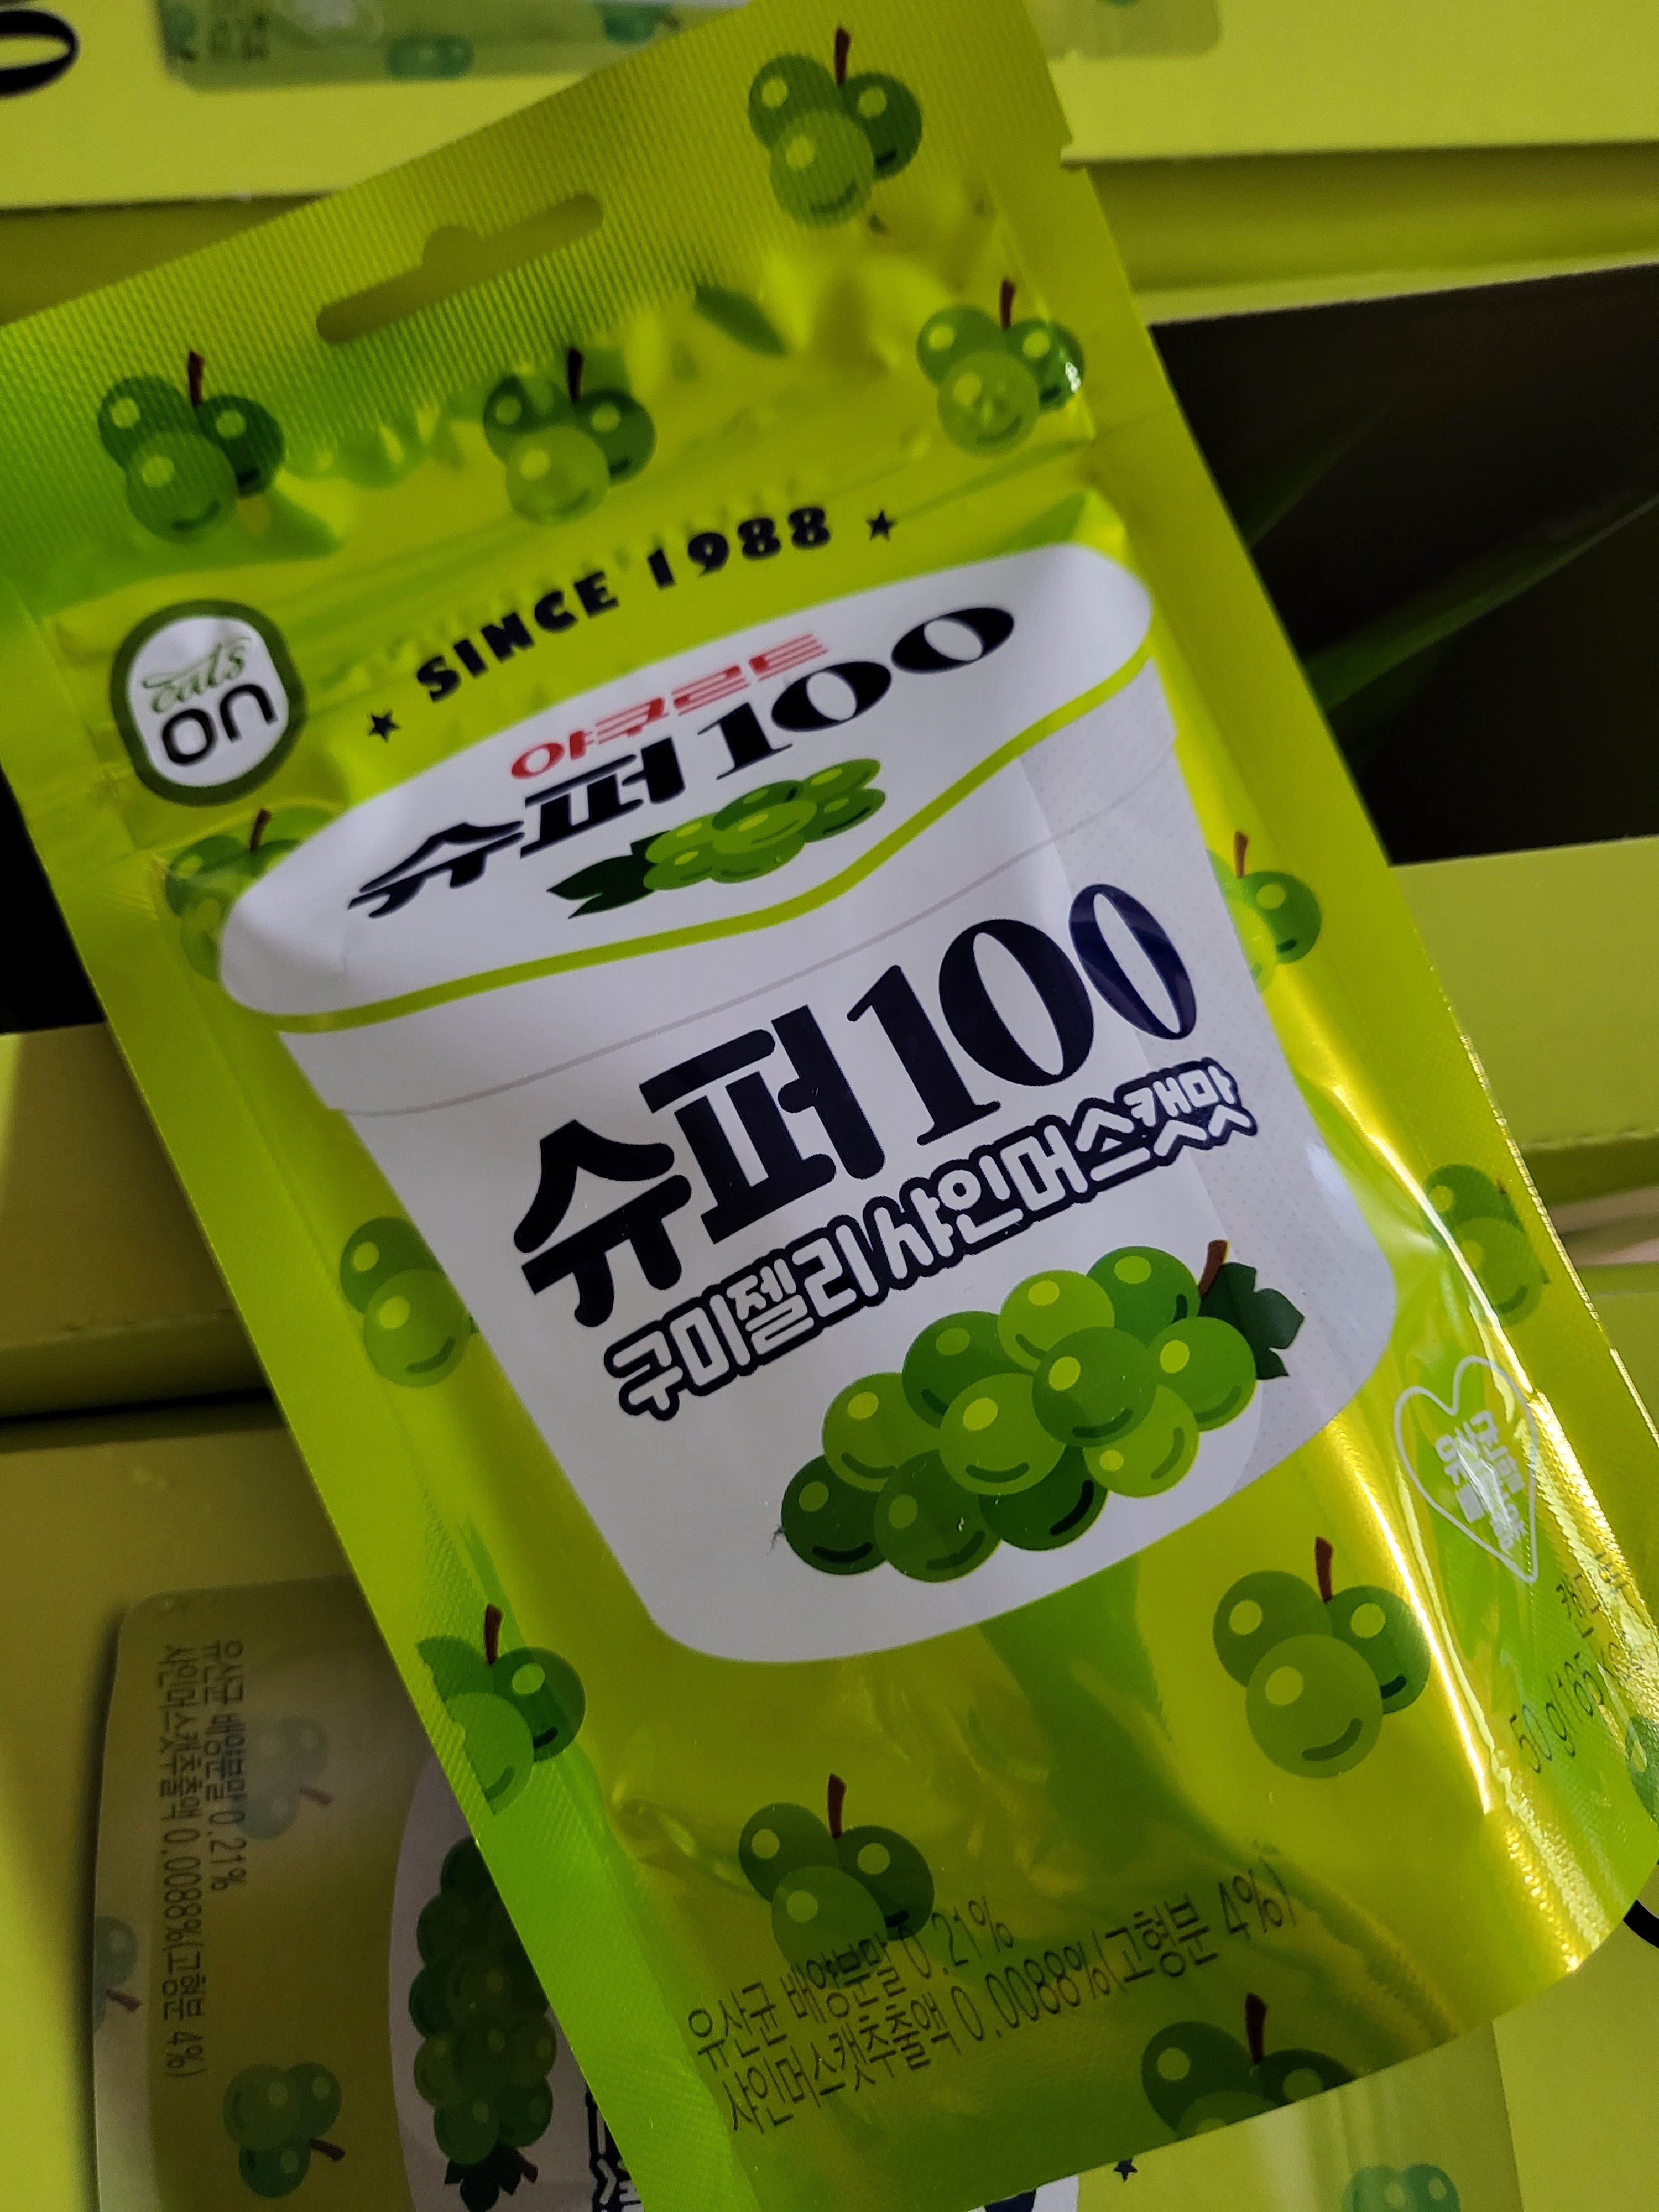 SINCE 1988
eats
on
야쿠르트
슈퍼100
슈퍼100
구미젤리 샤인머스캣맛
50g(165
유산균 배양분말 0.21%
샤인머스캣추출액 0.0088%(고형분 4%)
유산균 배양분말 0.21%
샤인머스캣추출액 0.0088%(고형분 4%)